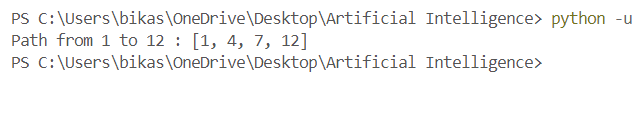 PS C:\Users\bikas\OneDrive\Desktop\Artificial Intelligence> python -u
Path from 1 to 12 : [1, 4, 7, 12]
PS C:\Users\bikas\OneDrive\Desktop\Artificial Intelligence>